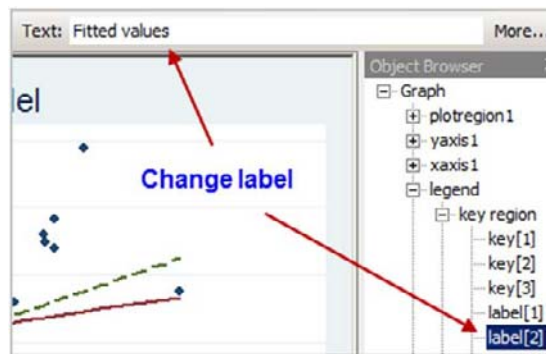 Text: Fitted values More...
Object Browser
Graph
plotregion1
yaxis1
xaxis1
legend
key region
key[1]
key[2]
key[3]
label[1]
label[2]
del
Change label